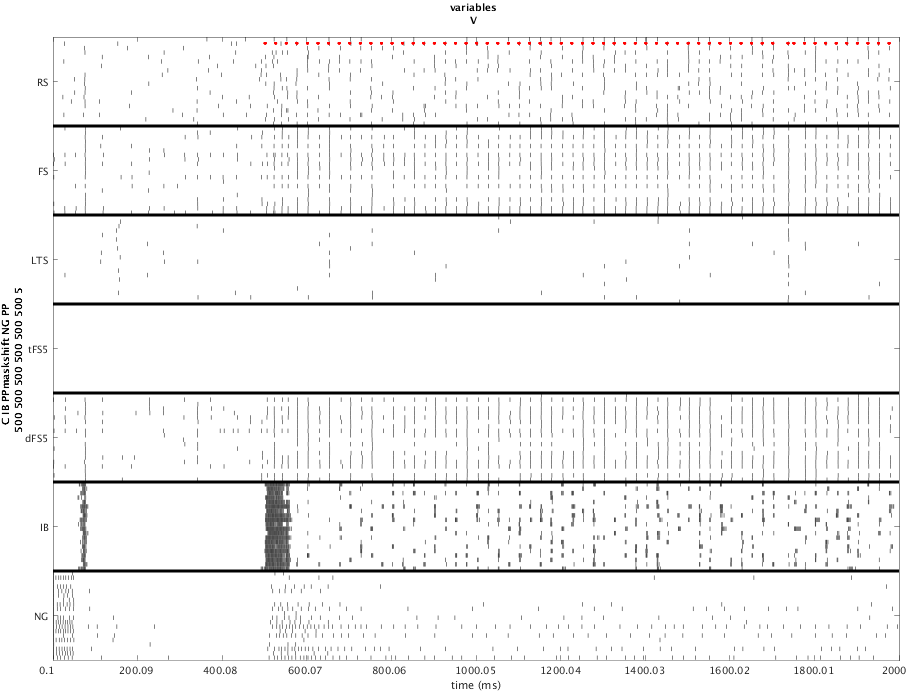 variables
V
RS
FS
LTS
tFS5
dFS5
IB
NG
C IB PPmaskshift NG PP
500 500 500 500 500 500 5
0.1 200.09 400.08 600.07 800.06 1000.05 1200.04 1400.03 1600.02 1800.01 2000
time (ms)